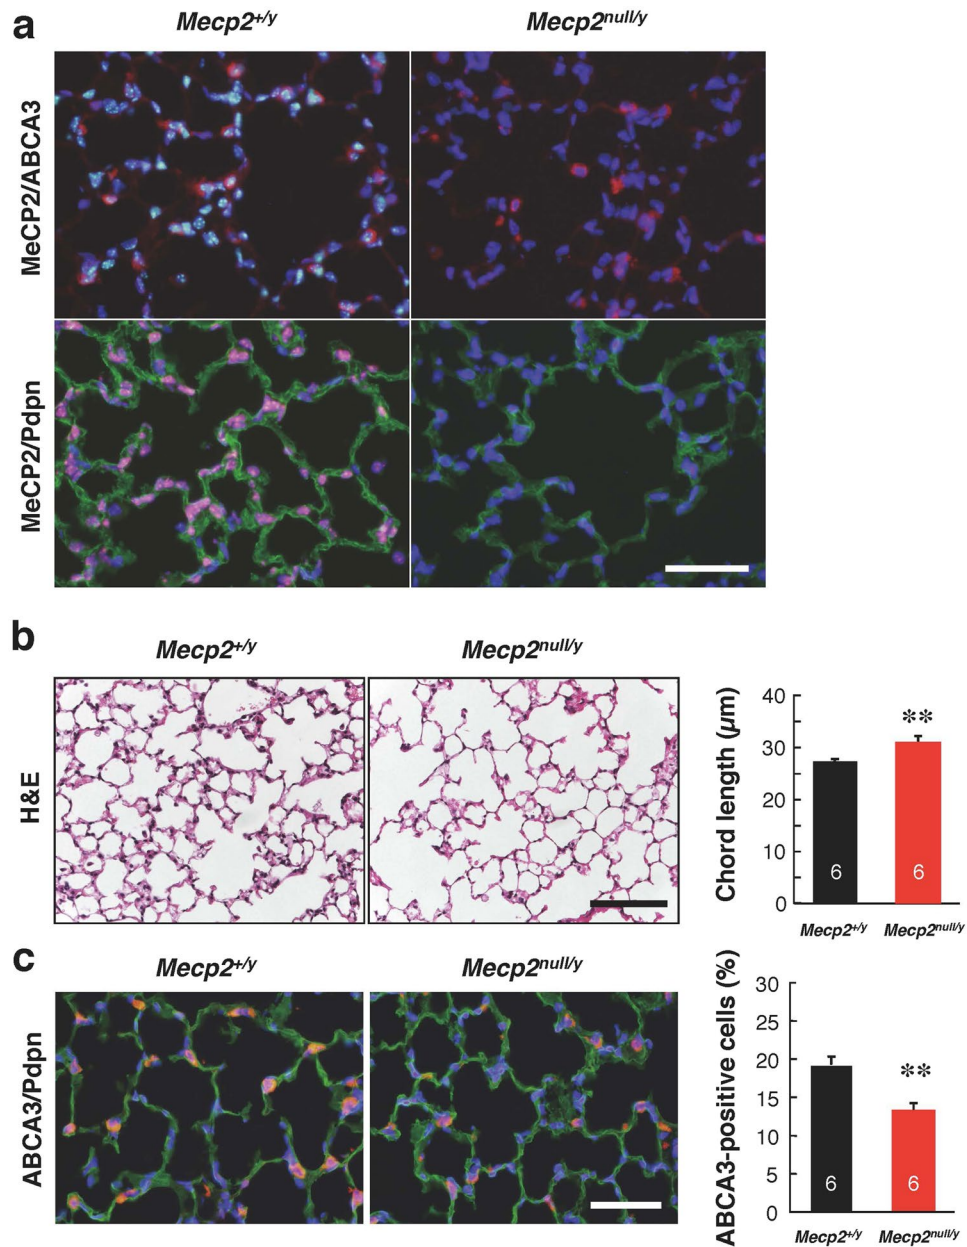 a
Mecp2+/y
Mecp2null/y
MeCP2/ABCA3
MeCP2/Pdpn
b
Mecp2+/y
Mecp2null/y
H&E
Chord length (µm)
40
30
20
10
0
**
6
6
Mecp2+/y
Mecp2null/y
c
Mecp2+/y
Mecp2null/y
ABCA3/Pdpn
ABCA3-positive cells (%)
30
25
20
15
10
5
0
**
6
6
Mecp2+/y
Mecp2null/y